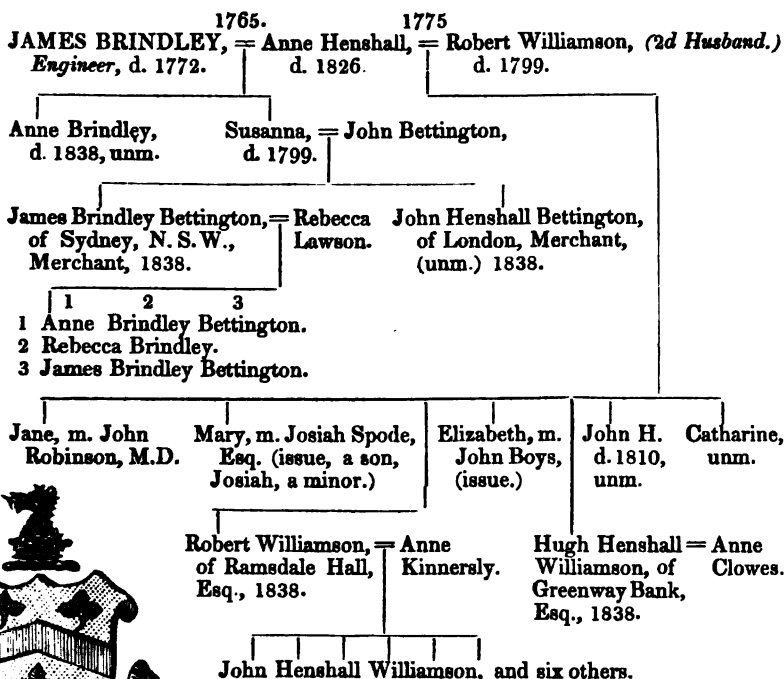 1765. 1775
JAMES BRINDLEY, = Anne Henshall, = Robert Williamson, (2d Husband.)
Engineer, d. 1772. d. 1826. d. 1799.
Anne Brindley, Susanna, = John Bettington,
d. 1838, unm. d. 1799.
James Brindley Bettington, = Rebecca John Henshall Bettington,
of Sydney, N. S. W., Lawson. of London, Merchant,
Merchant, 1838. (unm.) 1838.
1 2 3
1 Anne Brindley Bettington.
2 Rebecca Brindley.
3 James Brindley Bettington.
Jane, m. John Mary, m. Josiah Spode, Elizabeth, m. John H. Catharine,
Robinson, M.D. Esq. (issue, a son, John Boys, d. 1810, unm.
Josiah, a minor.) (issue.) unm.
Robert Williamson, = Anne Hugh Henshall = Anne
of Ramsdale Hall, Kinnersly. Williamson, of Clowes.
Esq., 1838. Greenway Bank,
Esq., 1838.
John Henshall Williamson, and six others.